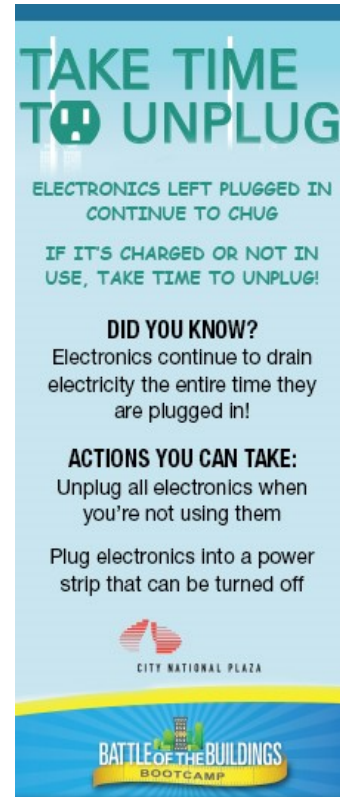 TAKE TIME
TO UNPLUG
ELECTRONICS LEFT PLUGGED IN
CONTINUE TO CHUG
IF IT'S CHARGED OR NOT IN
USE, TAKE TIME TO UNPLUG!
DID YOU KNOW?
Electronics continue to drain
electricity the entire time they
are plugged in!
ACTIONS YOU CAN TAKE:
Unplug all electronics when
you're not using them
Plug electronics into a power
strip that can be turned off
CITY NATIONAL PLAZA
BATTLE OF THE BUILDINGS
BOOTCAMP